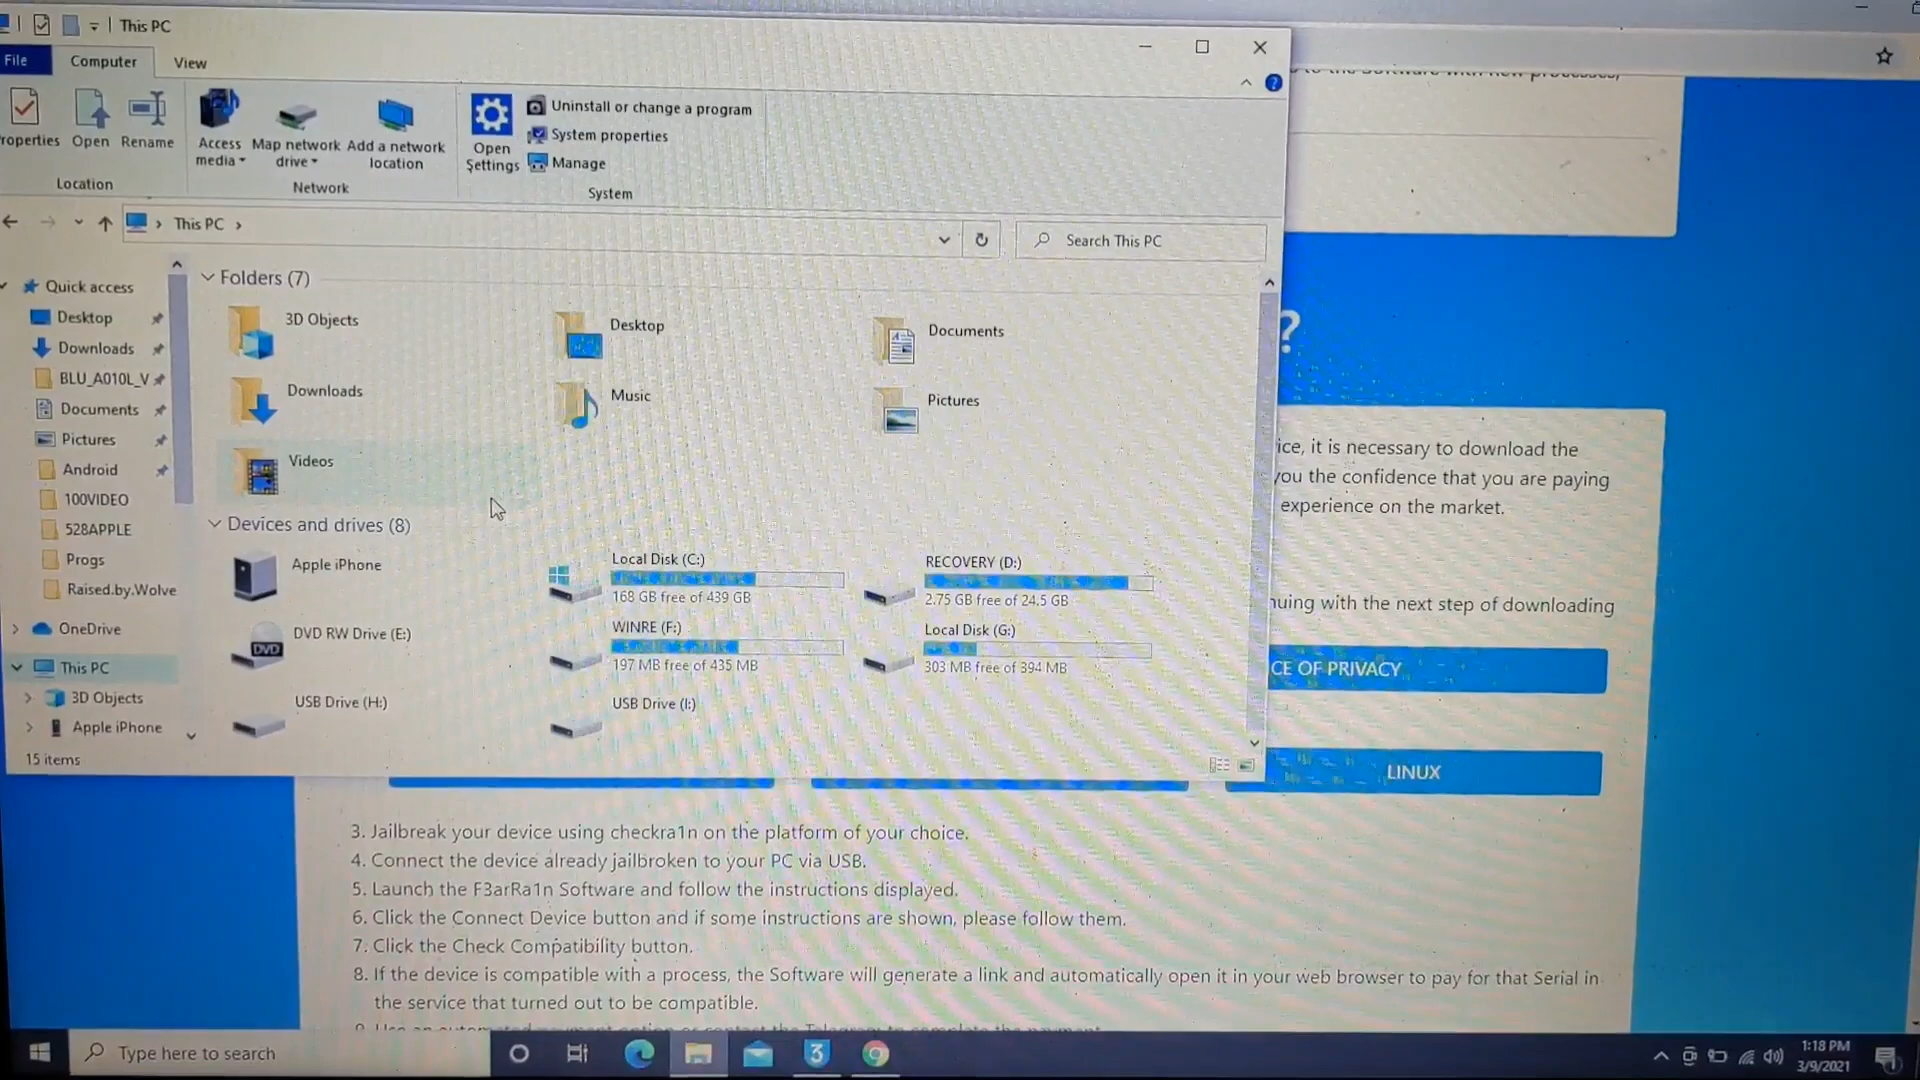 This PC
File
Computer
View
roperties
Open
Rename
Access
media
Map network
drive
Add a network
location
Open
Settings
Uninstall or change a program
System properties
Manage
Location
Network
System
This PC
Search This PC
Quick access
Desktop
Downloads
BLU_A010L_V
Documents
Pictures
Android
100VIDEO
528APPLE
Progs
Raised.by.Wolve
OneDrive
This PC
3D Objects
Apple iPhone
15 items
Folders (7)
3D Objects
Desktop
Documents
Downloads
Music
Pictures
Videos
Devices and drives (8)
Apple iPhone
Local Disk (C:)
168 GB free of 439 GB
RECOVERY (D:)
2.75 GB free of 24.5 GB
DVD RW Drive (E:)
WINRE (F:)
197 MB free of 435 MB
Local Disk (G:)
303 MB free of 394 MB
USB Drive (H:)
USB Drive (I:)
?
ice, it is necessary to download the
you the confidence that you are paying
experience on the market.
nuing with the next step of downloading
CE OF PRIVACY
LINUX
3. Jailbreak your device using checkra1n on the platform of your choice.
4. Connect the device already jailbroken to your PC via USB.
5. Launch the F3arRa1n Software and follow the instructions displayed.
6. Click the Connect Device button and if some instructions are shown, please follow them.
7. Click the Check Compatibility button.
8. If the device is compatible with a process, the Software will generate a link and automatically open it in your web browser to pay for that Serial in
the service that turned out to be compatible.
Type here to search
1:18 PM
3/9/2021